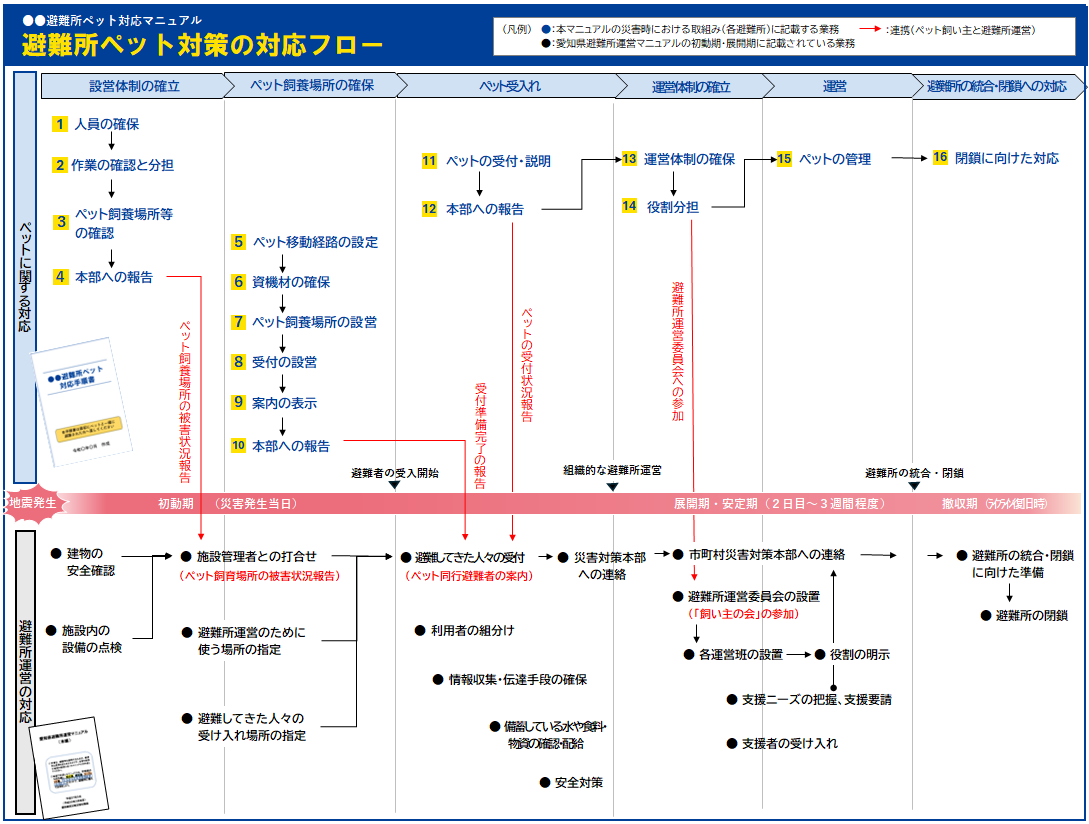 ●●避難所ペット対応マニュアル
避難所ペット対策の対応フロー
（凡例） ●：本マニュアルの災害時における取組み（各避難所）に記載する業務 ：連携（ペット飼い主と避難所運営）
●：愛知県避難所運営マニュアルの初動期・展開期に記載されている業務
設営体制の確立
ペット飼養場所の確保
ペット受入れ
運営体制の確立
運営
避難所の統合・閉鎖への対応
ペットに関する対応
1 人員の確保
2 作業の確認と分担
3 ペット飼養場所等
の確認
4 本部への報告
5 ペット移動経路の設定
6 資機材の確保
7 ペット飼養場所の設営
8 受付の設営
9 案内の表示
10 本部への報告
11 ペットの受付・説明
12 本部への報告
13 運営体制の確保
14 役割分担
15 ペットの管理
16 閉鎖に向けた対応
ペット飼養場所の被害状況報告
受付準備完了の報告
ペットの受付状況報告
避難所運営委員会への参加
●●避難所ペット
対応手順書
避難者の受入開始
組織的な避難所運営
避難所の統合・閉鎖
地震発生
初動期 （災害発生当日）
展開期・安定期（２日目～３週間程度）
撤収期（ライフライン復旧時）
避難所運営の対応
● 建物の
安全確認
● 施設内の
設備の点検
● 施設管理者との打合せ
（ペット飼育場所の被害状況報告）
● 避難所運営のために
使う場所の指定
● 避難してきた人々の
受け入れ場所の指定
● 避難してきた人々の受付
（ペット同行避難者の案内）
● 利用者の組分け
● 情報収集・伝達手段の確保
● 備蓄している水や食料・
物資の確認・配給
● 安全対策
● 災害対策本部
への連絡
● 市町村災害対策本部への連絡
● 避難所運営委員会の設置
（「飼い主の会」の参加）
● 各運営班の設置
● 役割の明示
● 支援ニーズの把握、支援要請
● 支援者の受け入れ
● 避難所の統合・閉鎖
に向けた準備
● 避難所の閉鎖
愛知県避難所運営マニュアル